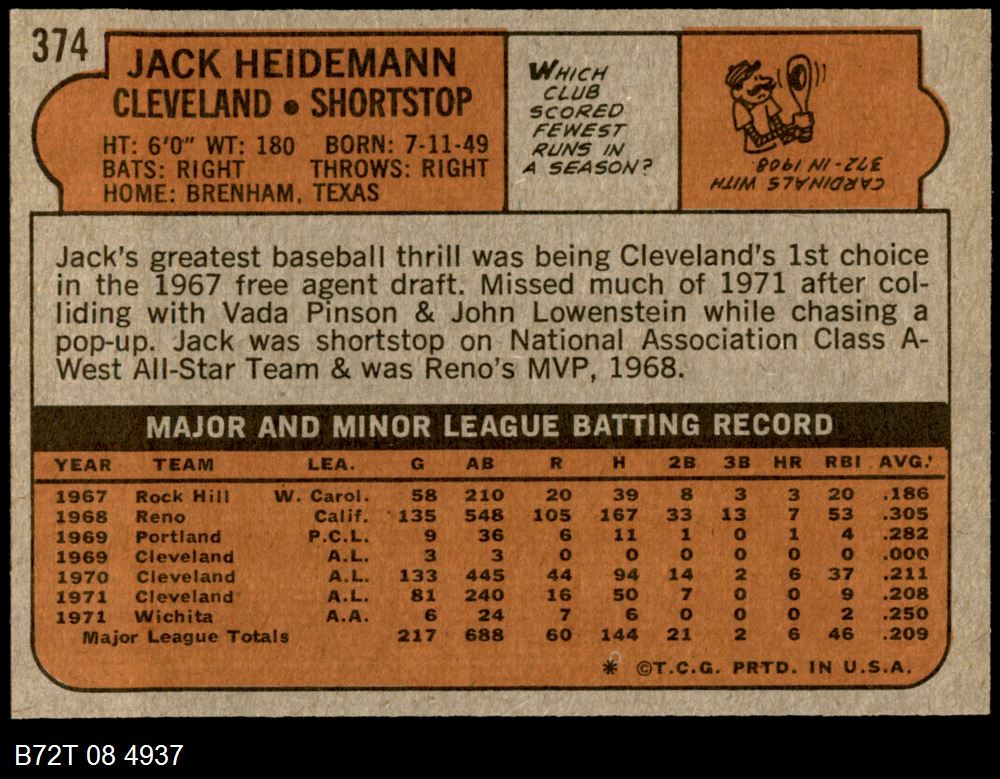 374
JACK HEIDEMANN
CLEVELAND • SHORTSTOP
HT: 6'0" WT: 180 BORN: 7-11-49
BATS: RIGHT THROWS: RIGHT
HOME: BRENHAM, TEXAS
WHICH
CLUB
SCORED
FEWEST
RUNS IN
A SEASON?
CARDINALS WITH
372-IN 1908.
Jack's greatest baseball thrill was being Cleveland's 1st choice
in the 1967 free agent draft. Missed much of 1971 after col-
liding with Vada Pinson & John Lowenstein while chasing a
pop-up. Jack was shortstop on National Association Class A-
West All-Star Team & was Reno's MVP, 1968.
MAJOR AND MINOR LEAGUE BATTING RECORD
YEAR TEAM LEA. G AB R H 2B 3B HR RBI AVG.
1967 Rock Hill W. Carol. 58 210 20 39 8 3 3 20 .186
1968 Reno Calif. 135 548 105 167 33 13 7 53 .305
1969 Portland P.C.L. 9 36 6 11 1 0 1 4 .282
1969 Cleveland A.L. 3 3 0 0 0 0 0 0 .000
1970 Cleveland A.L. 133 445 44 94 14 2 6 37 .211
1971 Cleveland A.L. 81 240 16 50 7 0 0 9 .208
1971 Wichita A.A. 6 24 7 6 0 0 0 2 .250
Major League Totals 217 688 60 144 21 2 6 46 .209
* ©T.C.G. PRTD. IN U.S.A.
B72T 08 4937